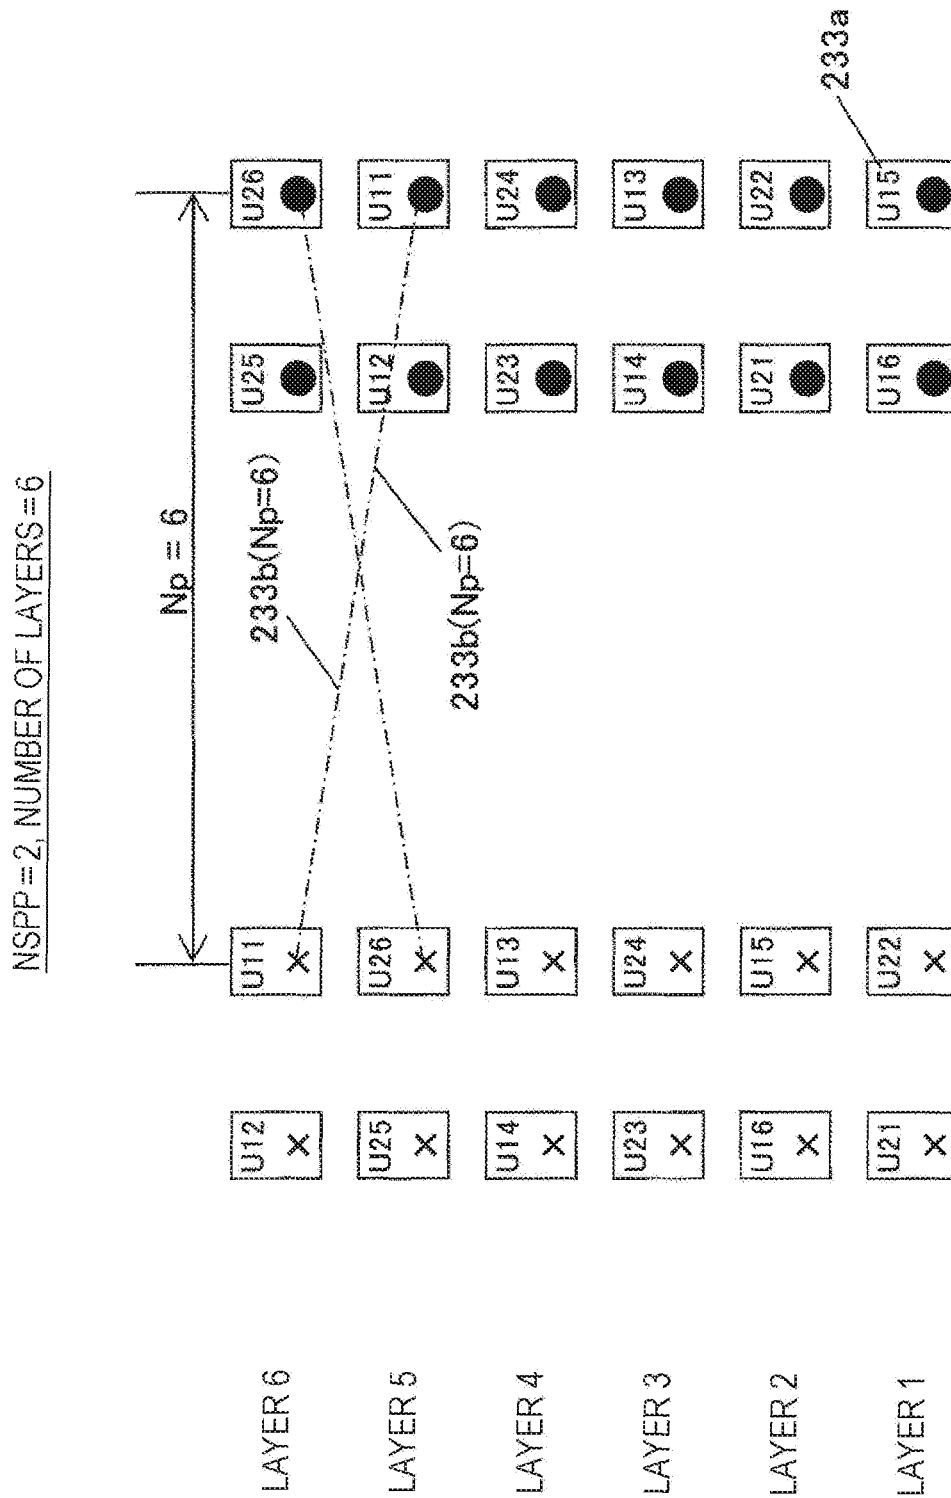 NSPP=2, NUMBER OF LAYERS=6
Np = 6
LAYER 6 U12 U11 U25 U26
233b(Np=6)
LAYER 5 U25 U26 U12 U11
233b(Np=6)
LAYER 4 U14 U13 U23 U24
LAYER 3 U23 U24 U14 U13
LAYER 2 U16 U15 U21 U22
233a
LAYER 1 U21 U22 U16 U15